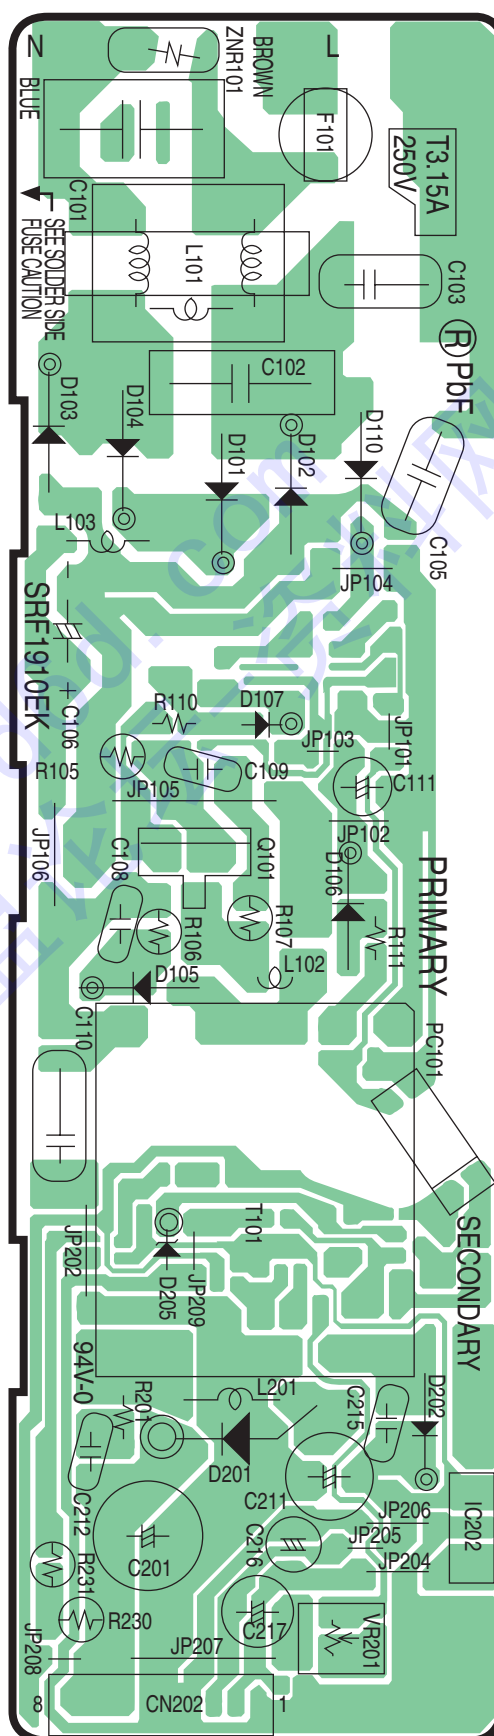 N
L
ZNR101
BROWN
BLUE
F101
T3.15A
250V
C101
L101
SEE SOLDER SIDE
FUSE CAUTION
C103
R PbF
C102
D103
D104
D101
D102
D110
C105
L103
JP104
SRF1910EK
+
C106
R110
D107
JP103
JP101
R105
JP105
C109
C111
JP102
JP106
C108
Q101
D106
R106
R107
R111
PRIMARY
D105
L102
C110
PC101
T101
JP202
D205
JP209
SECONDARY
94V-0
R201
L201
D201
C215
D202
C212
C211
C201
C216
JP206
JP205
JP204
IC202
R231
R230
C217
VR201
JP208
JP207
8
CN202
1